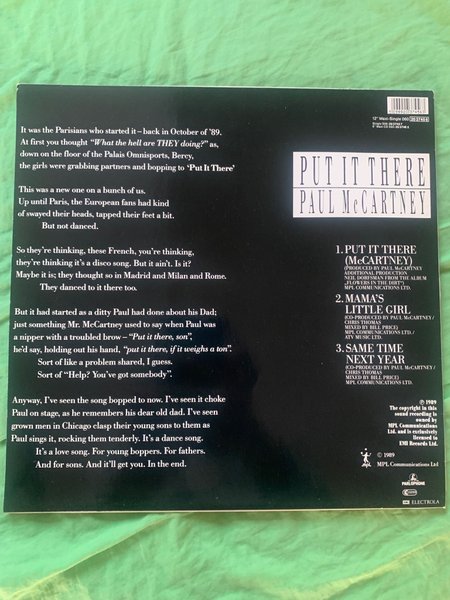 12" Maxi-Single 060
It was the Parisians who started it – back in October of '89.
At first you thought "What the hell are THEY doing?" as,
down on the floor of the Palais Omnisports, Bercy,
the girls were grabbing partners and bopping to 'Put It There'
This was a new one on a bunch of us.
Up until Paris, the European fans had kind
of swayed their heads, tapped their feet a bit.
But not danced.
So they're thinking, these French, you're thinking,
they're thinking it's a disco song. But it ain't. Is it?
Maybe it is; they thought so in Madrid and Milan and Rome.
They danced to it there too.
But it had started as a ditty Paul had done about his Dad;
just something Mr. McCartney used to say when Paul was
a nipper with a troubled brow – "Put it there, son",
he'd say, holding out his hand, "put it there, if it weighs a ton".
Sort of like a problem shared, I guess.
Sort of "Help? You've got somebody".
Anyway, I've seen the song bopped to now. I've seen it choke
Paul on stage, as he remembers his dear old dad. I've seen
grown men in Chicago clasp their young sons to them as
Paul sings it, rocking them tenderly. It's a dance song.
It's a love song. For young boppers. For fathers.
And for sons. And it'll get you. In the end.
PUT IT THERE
PAUL McCARTNEY
1. PUT IT THERE
(McCARTNEY)
(PRODUCED BY PAUL McCARTNEY
ADDITIONAL PRODUCTION
NEIL DORFSMAN FROM THE ALBUM
„FLOWERS IN THE DIRT")
MPL COMMUNICATIONS LTD.
2. MAMA'S
LITTLE GIRL
(CO-PRODUCED BY PAUL McCARTNEY/
CHRIS THOMAS
MIXED BY BILL PRICE)
MPL COMMUNICATIONS LTD./
ATV MUSIC LTD.
3. SAME TIME
NEXT YEAR
(CO-PRODUCED BY PAUL McCARTNEY/
CHRIS THOMAS
MIXED BY BILL PRICE)
MPL COMMUNICATIONS LTD.
℗ 1989
The copyright in this
sound recording is
owned by
MPL Communications
Ltd. and is exclusively
licensed to
EMI Records Ltd.
© 1989
MPL Communications Ltd
PARLOPHONE
EMI ELECTROLA